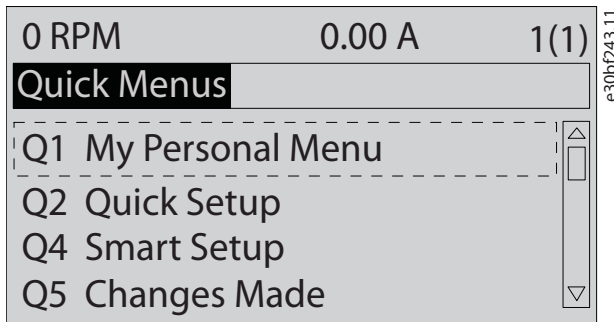 0 RPM 0.00 A 1(1)
Quick Menus
Q1 My Personal Menu
Q2 Quick Setup
Q4 Smart Setup
Q5 Changes Made
e30bf243.11